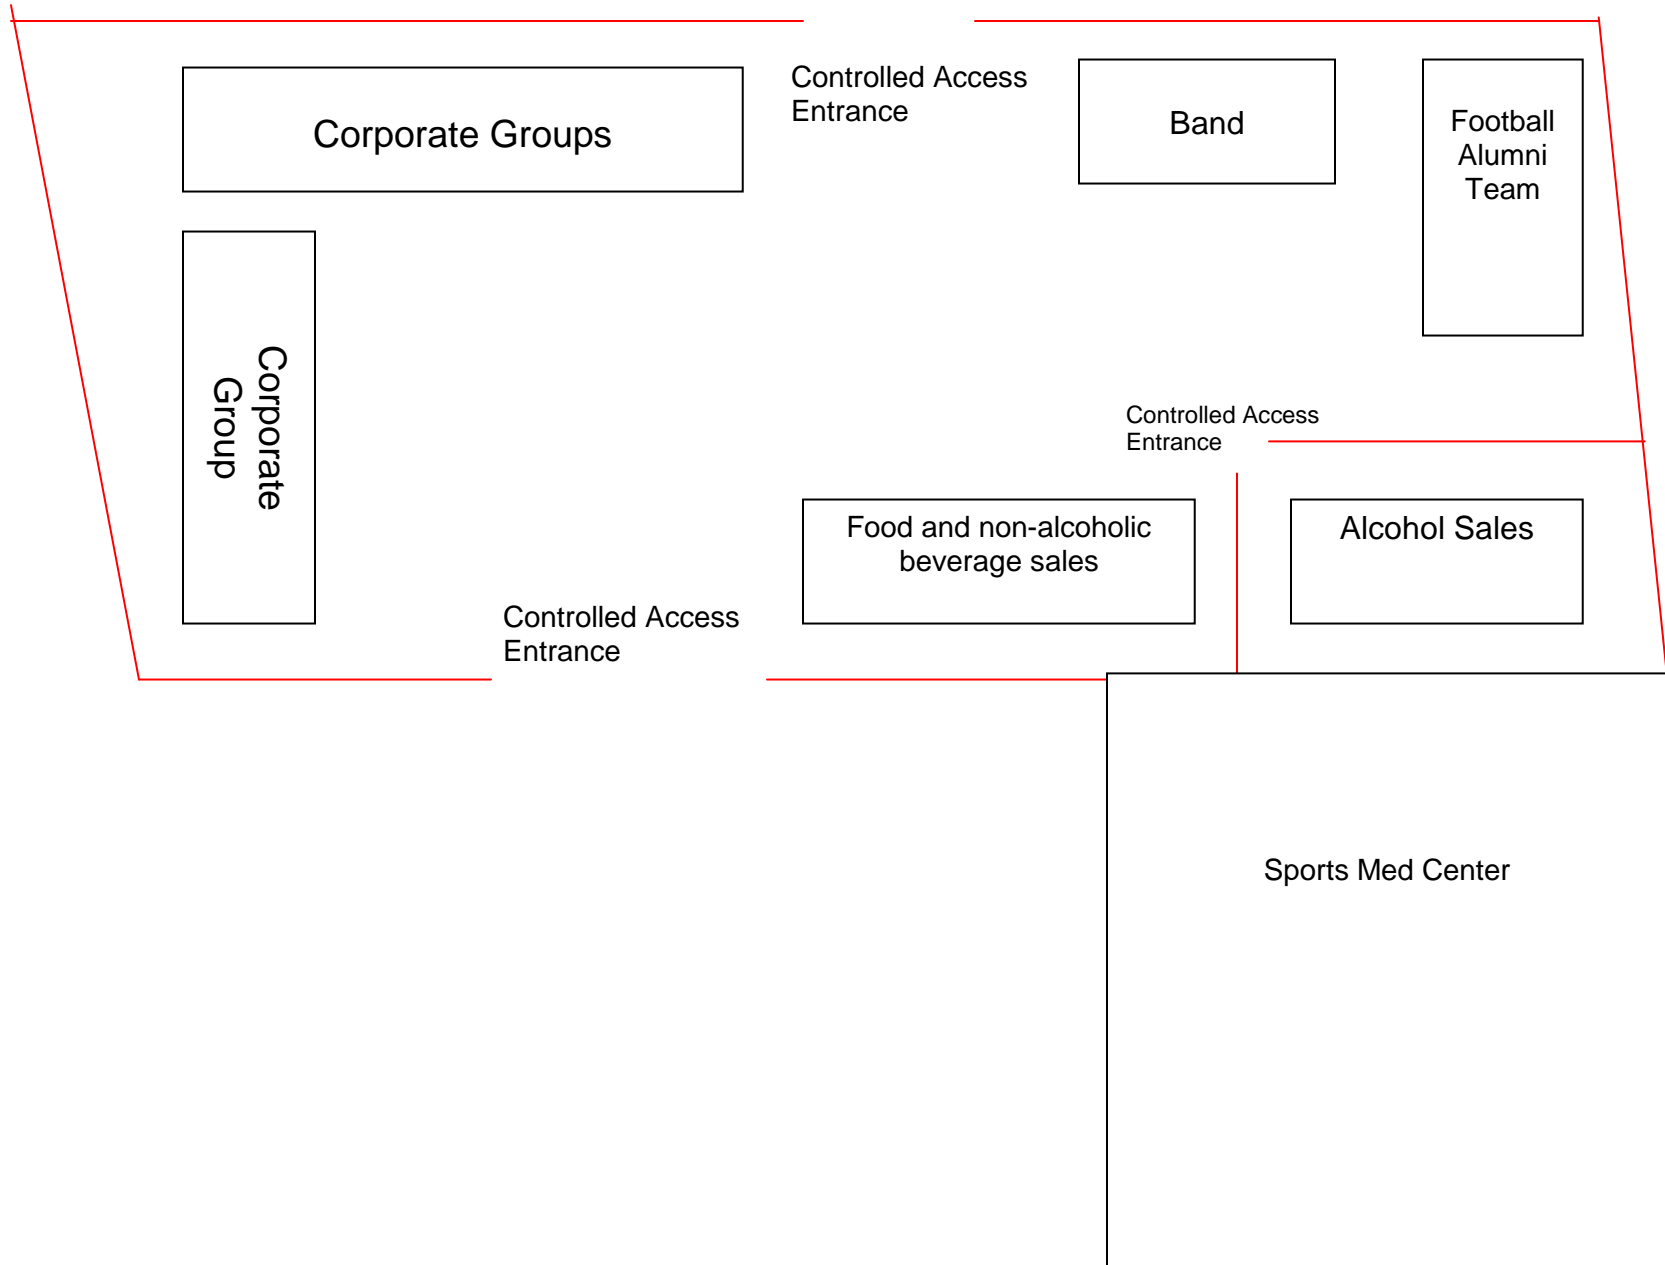 Corporate Groups
Controlled Access
Entrance
Band
Football
Alumni
Team
Corporate
Group
Controlled Access
Entrance
Food and non-alcoholic
beverage sales
Alcohol Sales
Controlled Access
Entrance
Sports Med Center